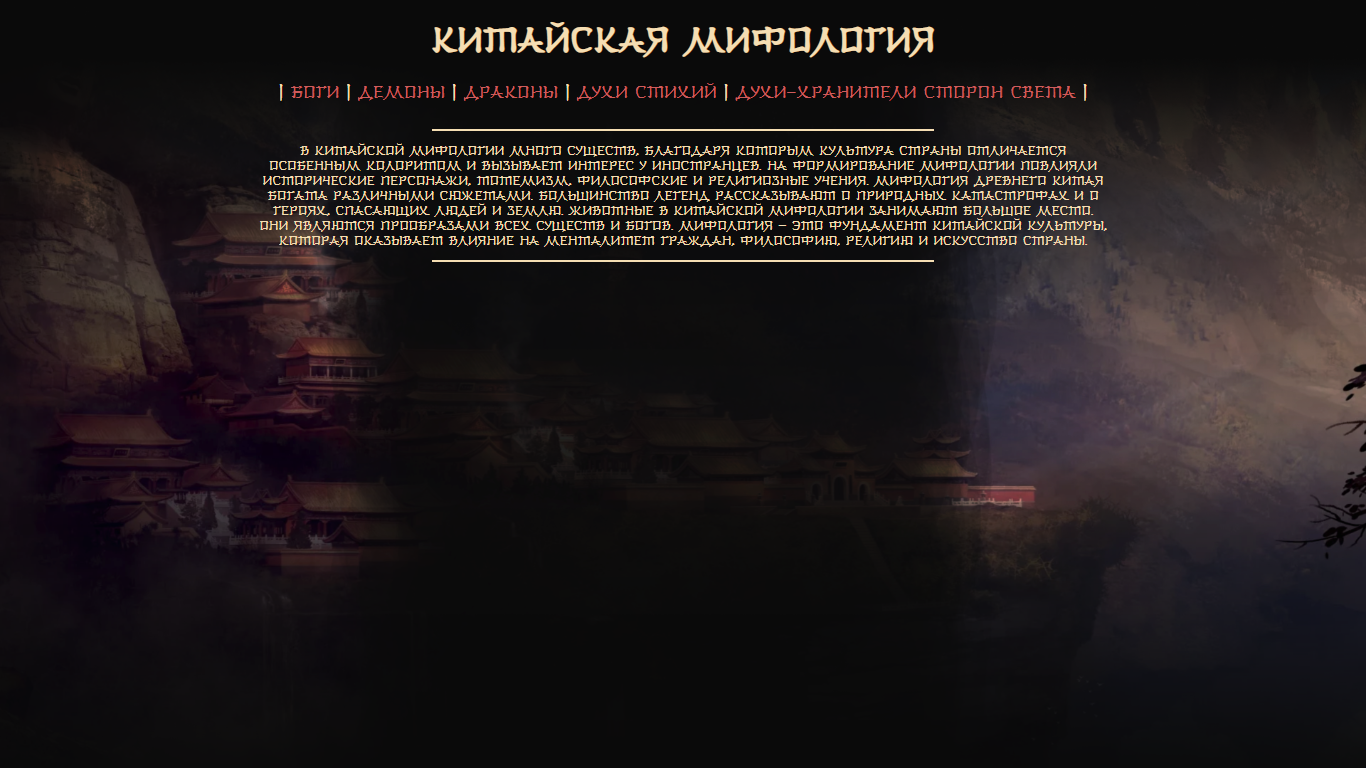 КИТАЙСКАЯ МИФОЛОГИЯ
| БОГИ | ДЕМОНЫ | ДРАКОНЫ | ДУХИ СТИХИЙ | ДУХИ-ХРАНИТЕЛИ СТОРОН СВЕТА |
В КИТАЙСКОЙ МИФОЛОГИИ МНОГО СУЩЕСТВ, БЛАГОДАРЯ КОТОРЫМ КУЛЬТУРА СТРАНЫ ОТЛИЧАЕТСЯ
ОСОБЕННЫМ КОЛОРИТОМ И ВЫЗЫВАЕТ ИНТЕРЕС У ИНОСТРАНЦЕВ. НА ФОРМИРОВАНИЕ МИФОЛОГИИ ПОВЛИЯЛИ
ИСТОРИЧЕСКИЕ ПЕРСОНАЖИ, ТОТЕМИЗМ, ФИЛОСОФСКИЕ И РЕЛИГИОЗНЫЕ УЧЕНИЯ. МИФОЛОГИЯ ДРЕВНЕГО КИТАЯ
БОГАТА РАЗЛИЧНЫМИ СЮЖЕТАМИ. БОЛЬШИНСТВО ЛЕГЕНД РАССКАЗЫВАЮТ О ПРИРОДНЫХ КАТАСТРОФАХ И О
ГЕРОЯХ, СПАСАЮЩИХ ЛЮДЕЙ И ЗЕМЛЮ. ЖИВОТНЫЕ В КИТАЙСКОЙ МИФОЛОГИИ ЗАНИМАЮТ БОЛЬШОЕ МЕСТО.
ОНИ ЯВЛЯЮТСЯ ПРООБРАЗАМИ ВСЕХ СУЩЕСТВ И БОГОВ. МИФОЛОГИЯ – ЭТО ФУНДАМЕНТ КИТАЙСКОЙ КУЛЬТУРЫ,
КОТОРАЯ ОКАЗЫВАЕТ ВЛИЯНИЕ НА МЕНТАЛИТЕТ ГРАЖДАН, ФИЛОСОФИЮ, РЕЛИГИЮ И ИСКУССТВО СТРАНЫ.